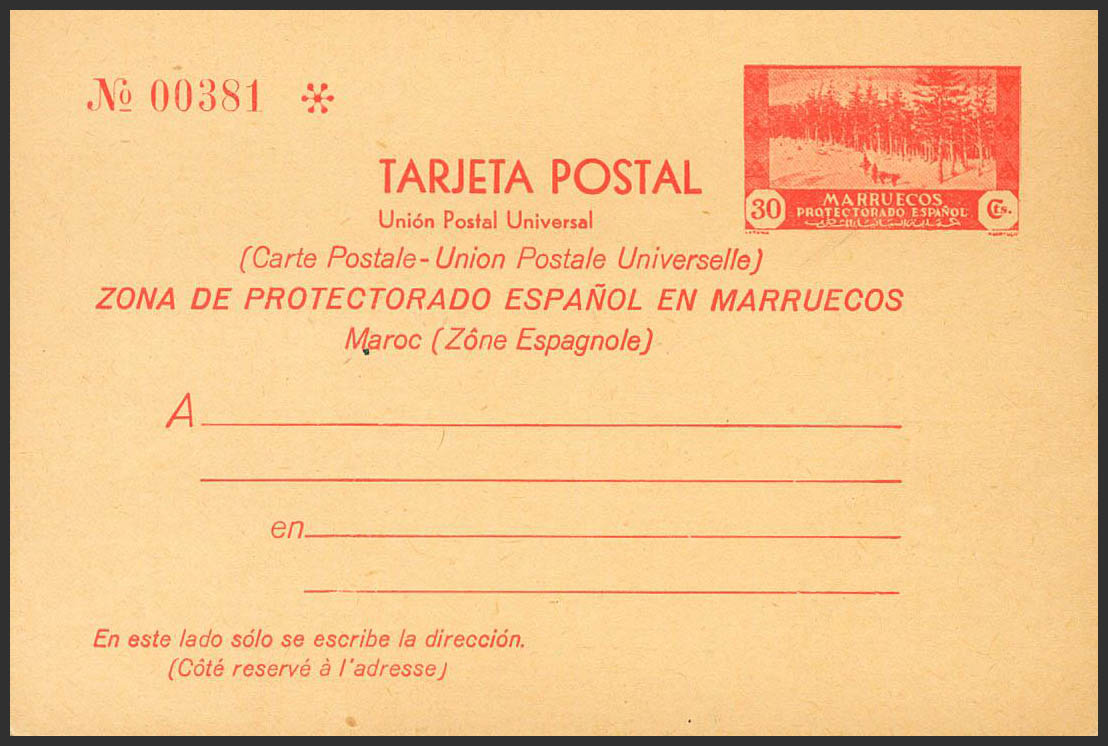 № 00381 *
TARJETA POSTAL
Unión Postal Universal
(Carte Postale-Union Postale Universelle)
ZONA DE PROTECTORADO ESPAÑOL EN MARRUECOS
Maroc (Zône Espagnole)
30
MARRUECOS
PROTECTORADO ESPAÑOL
Cts.
A
en
En este lado sólo se escribe la dirección.
(Côté reservé à l'adresse)